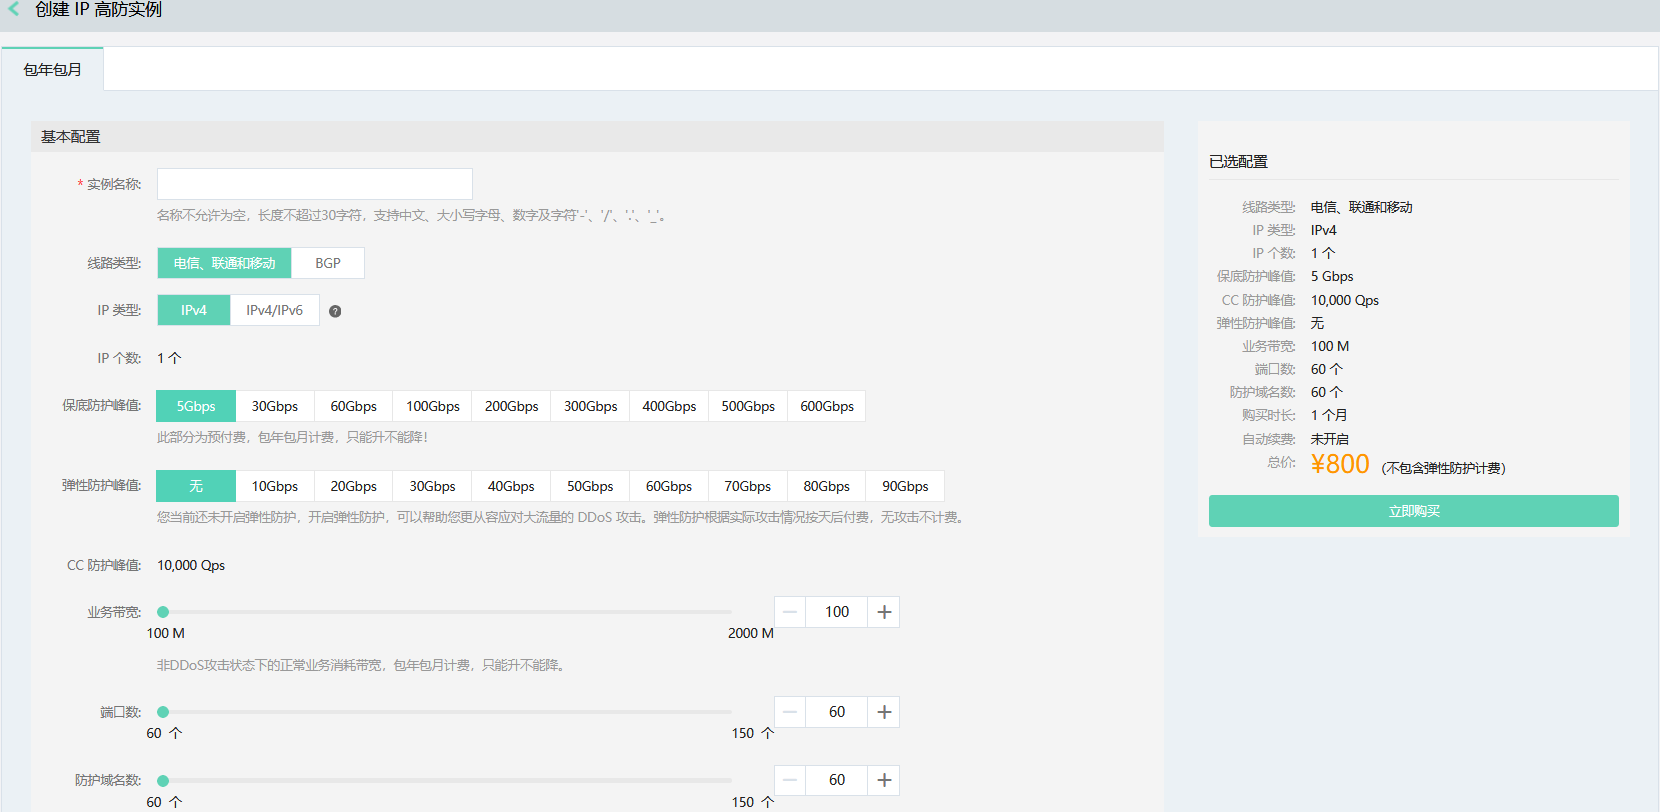 创建 IP 高防实例
包年包月
基本配置
* 实例名称:
名称不允许为空，长度不超过30字符，支持中文、大小写字母、数字及字符'-'、'/'、'.'、'_'。
线路类型: 电信、联通和移动 BGP
IP 类型: IPv4 IPv4/IPv6 ?
IP 个数: 1 个
保底防护峰值: 5Gbps 30Gbps 60Gbps 100Gbps 200Gbps 300Gbps 400Gbps 500Gbps 600Gbps
此部分为预付费，包年包月计费，只能升不能降！
弹性防护峰值: 无 10Gbps 20Gbps 30Gbps 40Gbps 50Gbps 60Gbps 70Gbps 80Gbps 90Gbps
您当前还未开启弹性防护，开启弹性防护，可以帮助您更从容应对大流量的 DDoS 攻击。弹性防护根据实际攻击情况按天后付费，无攻击不计费。
CC 防护峰值: 10,000 Qps
业务带宽: 100
100 M 2000 M
非DDoS攻击状态下的正常业务消耗带宽，包年包月计费，只能升不能降。
端口数: 60
60 个 150 个
防护域名数: 60
60 个 150 个
已选配置
线路类型: 电信、联通和移动
IP 类型: IPv4
IP 个数: 1 个
保底防护峰值: 5 Gbps
CC 防护峰值: 10,000 Qps
弹性防护峰值: 无
业务带宽: 100 M
端口数: 60 个
防护域名数: 60 个
购买时长: 1 个月
自动续费: 未开启
总价: ¥800 (不包含弹性防护计费)
立即购买